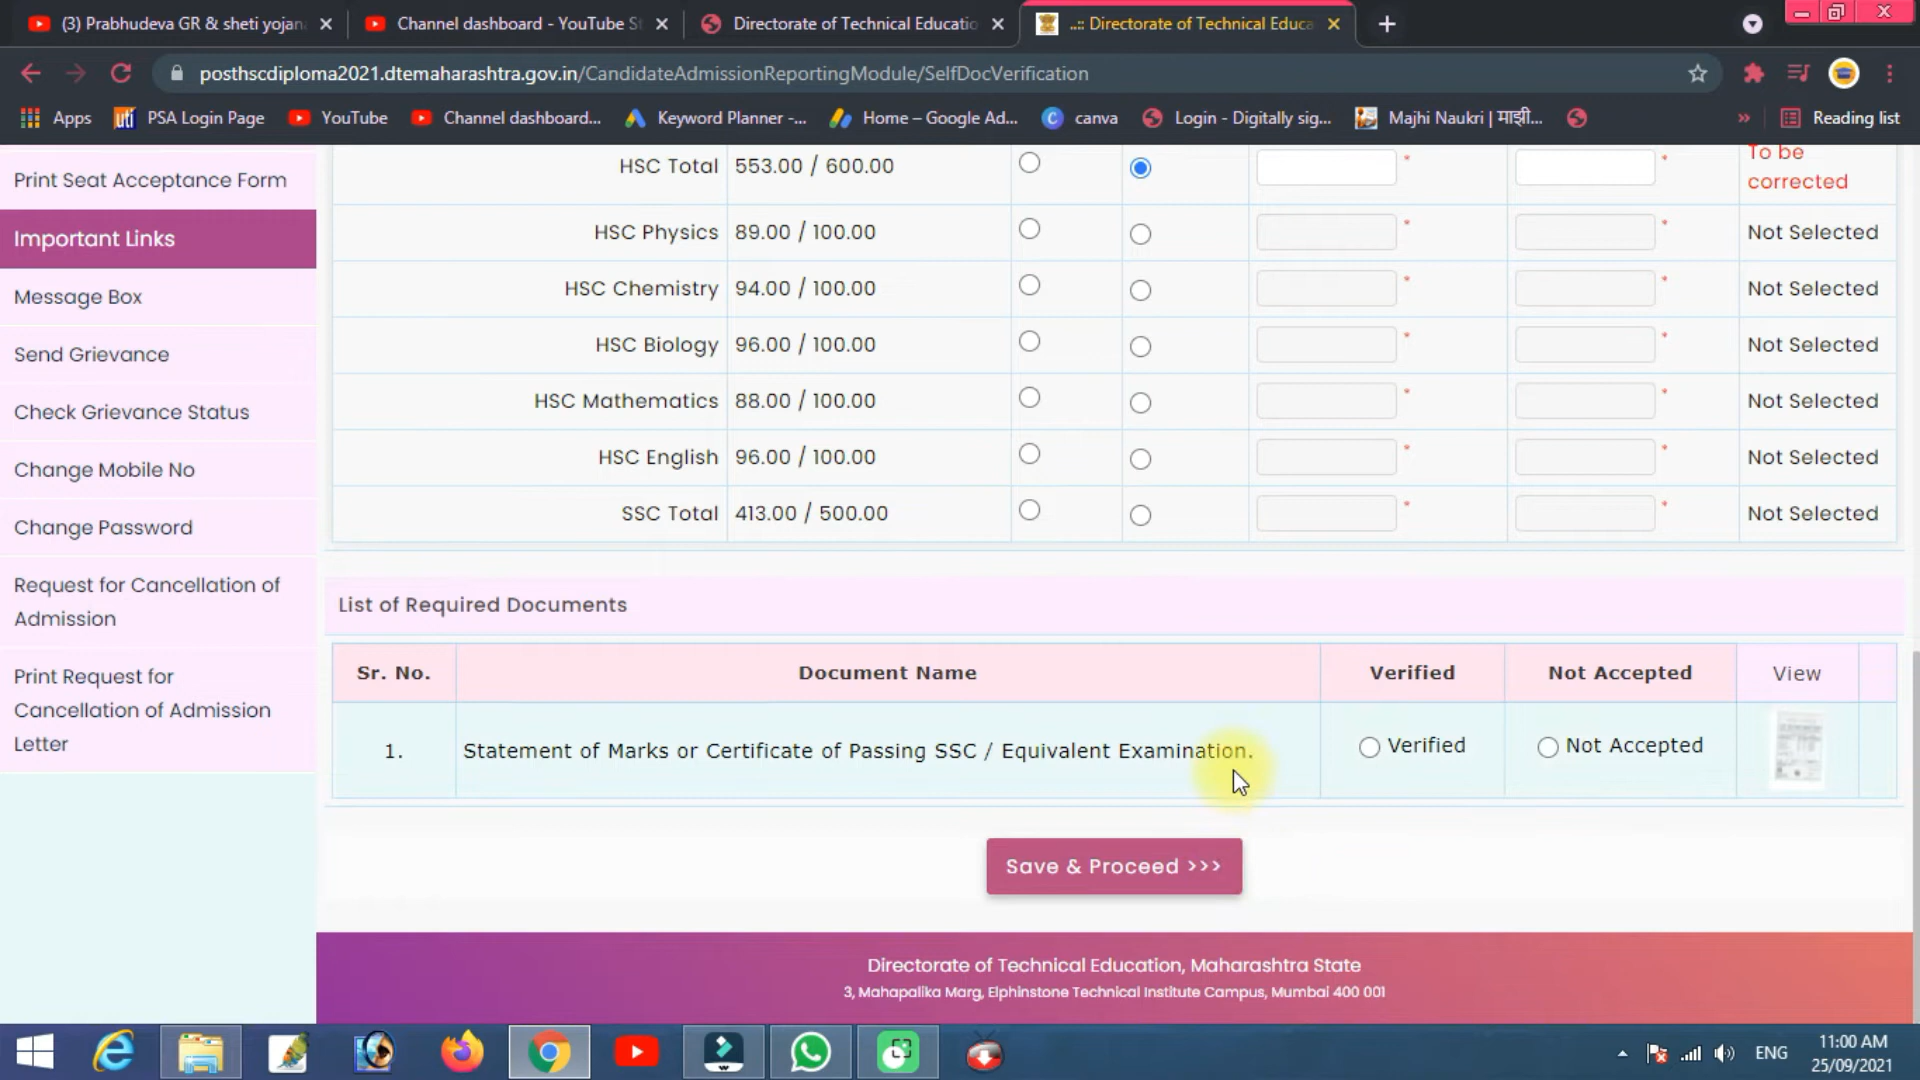 (3) Prabhudeva GR & sheti yojana
Channel dashboard - YouTube St
Directorate of Technical Educatio
..:: Directorate of Technical Educa
posthscdiploma2021.dtemaharashtra.gov.in/CandidateAdmissionReportingModule/SelfDocVerification
Apps
uti
PSA Login Page
YouTube
Channel dashboard...
Keyword Planner -...
Home – Google Ad...
C
canva
Login - Digitally sig...
Majhi Naukri | माझी...
»
Reading list
Print Seat Acceptance Form
Important Links
Message Box
Send Grievance
Check Grievance Status
Change Mobile No
Change Password
Request for Cancellation of
Admission
Print Request for
Cancellation of Admission
Letter
HSC Total 553.00 / 600.00 * * To be
corrected
HSC Physics 89.00 / 100.00 * * Not Selected
HSC Chemistry 94.00 / 100.00 * * Not Selected
HSC Biology 96.00 / 100.00 * * Not Selected
HSC Mathematics 88.00 / 100.00 * * Not Selected
HSC English 96.00 / 100.00 * * Not Selected
SSC Total 413.00 / 500.00 * * Not Selected
List of Required Documents
Sr. No. Document Name Verified Not Accepted View
1. Statement of Marks or Certificate of Passing SSC / Equivalent Examination. Verified Not Accepted
Save & Proceed >>>
Directorate of Technical Education, Maharashtra State
3, Mahapalika Marg, Elphinstone Technical Institute Campus, Mumbai 400 001
ENG
11:00 AM
25/09/2021